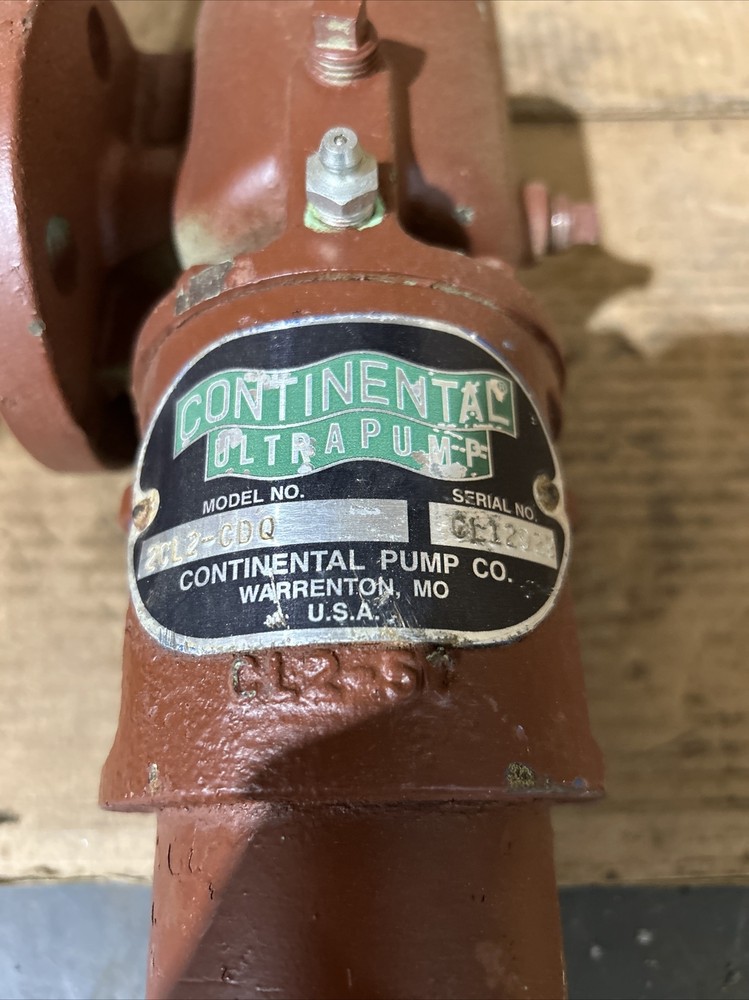 CONTINENTAL
ULTRAPUMP
MODEL NO.
SERIAL NO.
2CL2-CDQ
CONTINENTAL PUMP CO.
WARRENTON, MO
U.S.A.